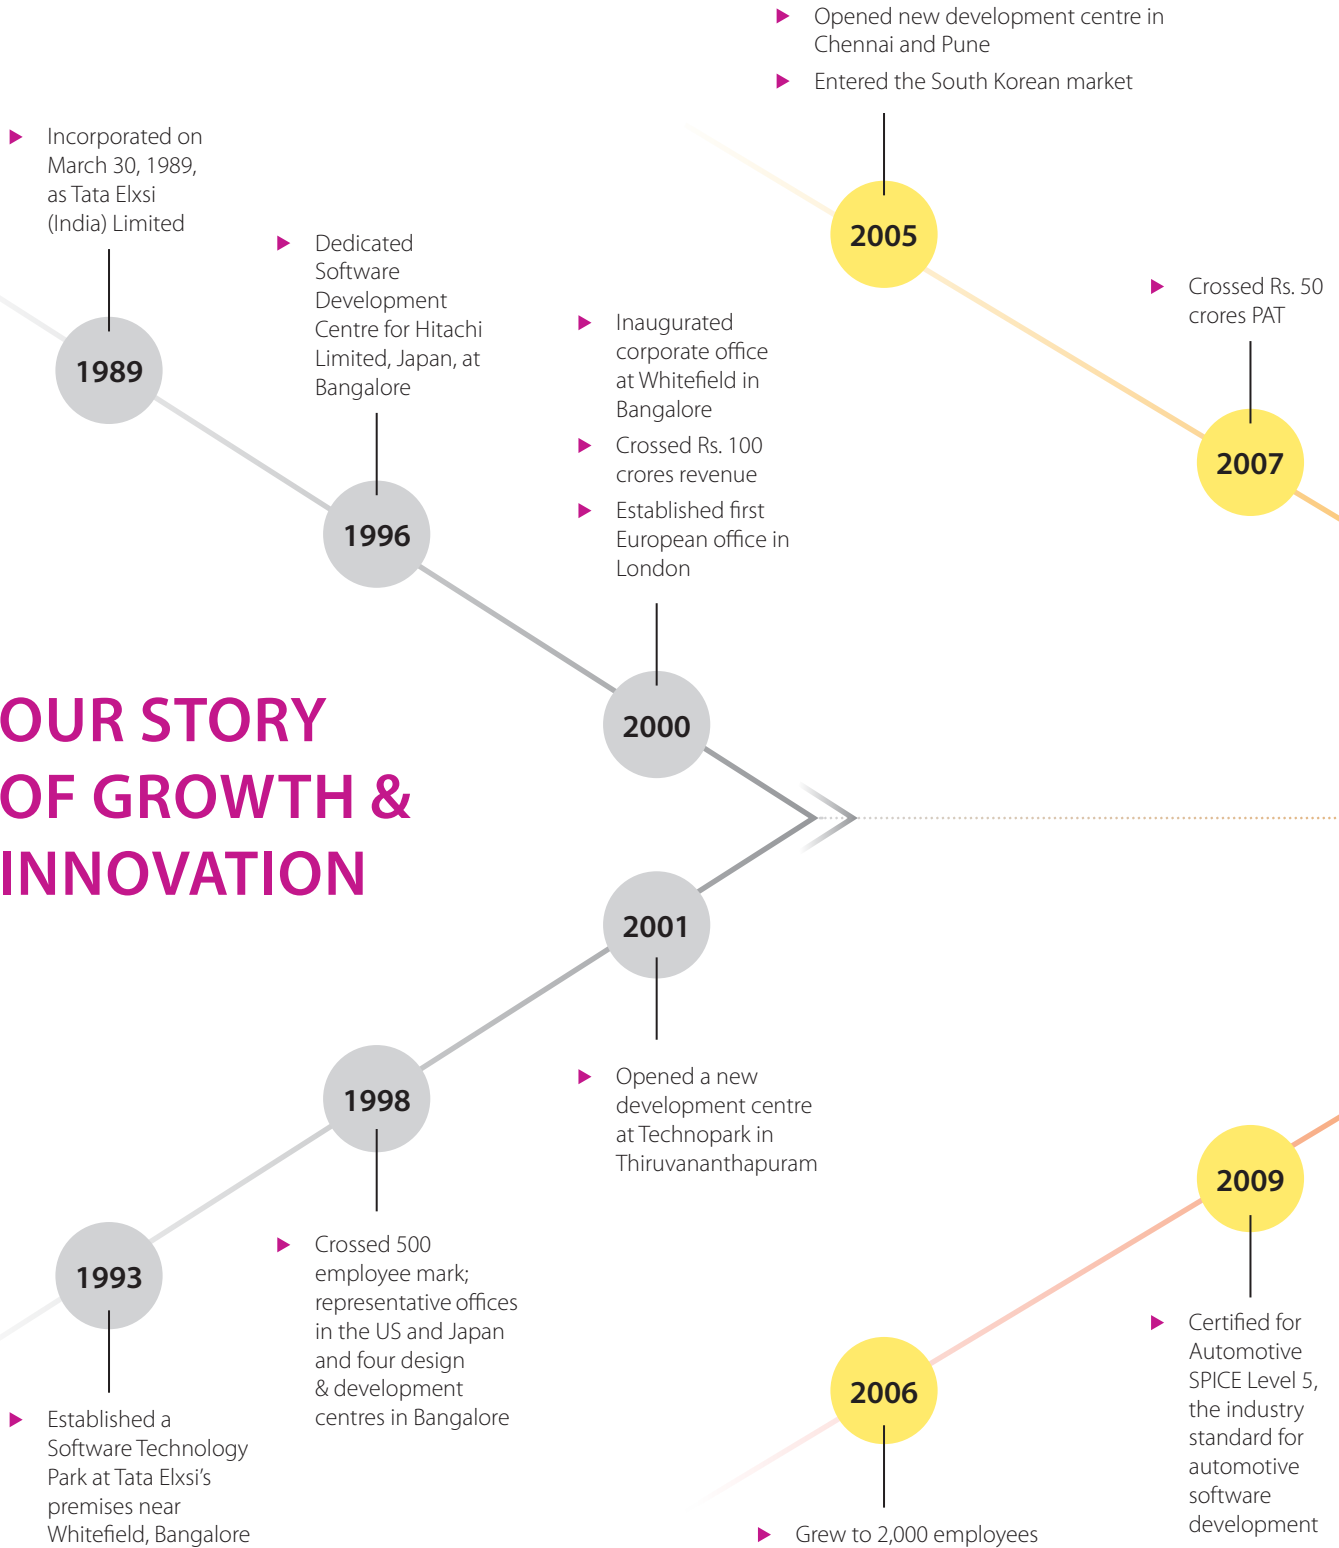 Incorporated on
March 30, 1989,
as Tata Elxsi
(India) Limited
1989
Dedicated
Software
Development
Centre for Hitachi
Limited, Japan, at
Bangalore
1996
Inaugurated
corporate office
at Whitefield in
Bangalore
Crossed Rs. 100
crores revenue
Established first
European office in
London
2000
Opened new development centre in
Chennai and Pune
Entered the South Korean market
2005
Crossed Rs. 50
crores PAT
2007
OUR STORY
OF GROWTH &
INNOVATION
1993
Established a
Software Technology
Park at Tata Elxsi’s
premises near
Whitefield, Bangalore
1998
Crossed 500
employee mark;
representative offices
in the US and Japan
and four design
& development
centres in Bangalore
2001
Opened a new
development centre
at Technopark in
Thiruvananthapuram
2006
Grew to 2,000 employees
2009
Certified for
Automotive
SPICE Level 5,
the industry
standard for
automotive
software
development